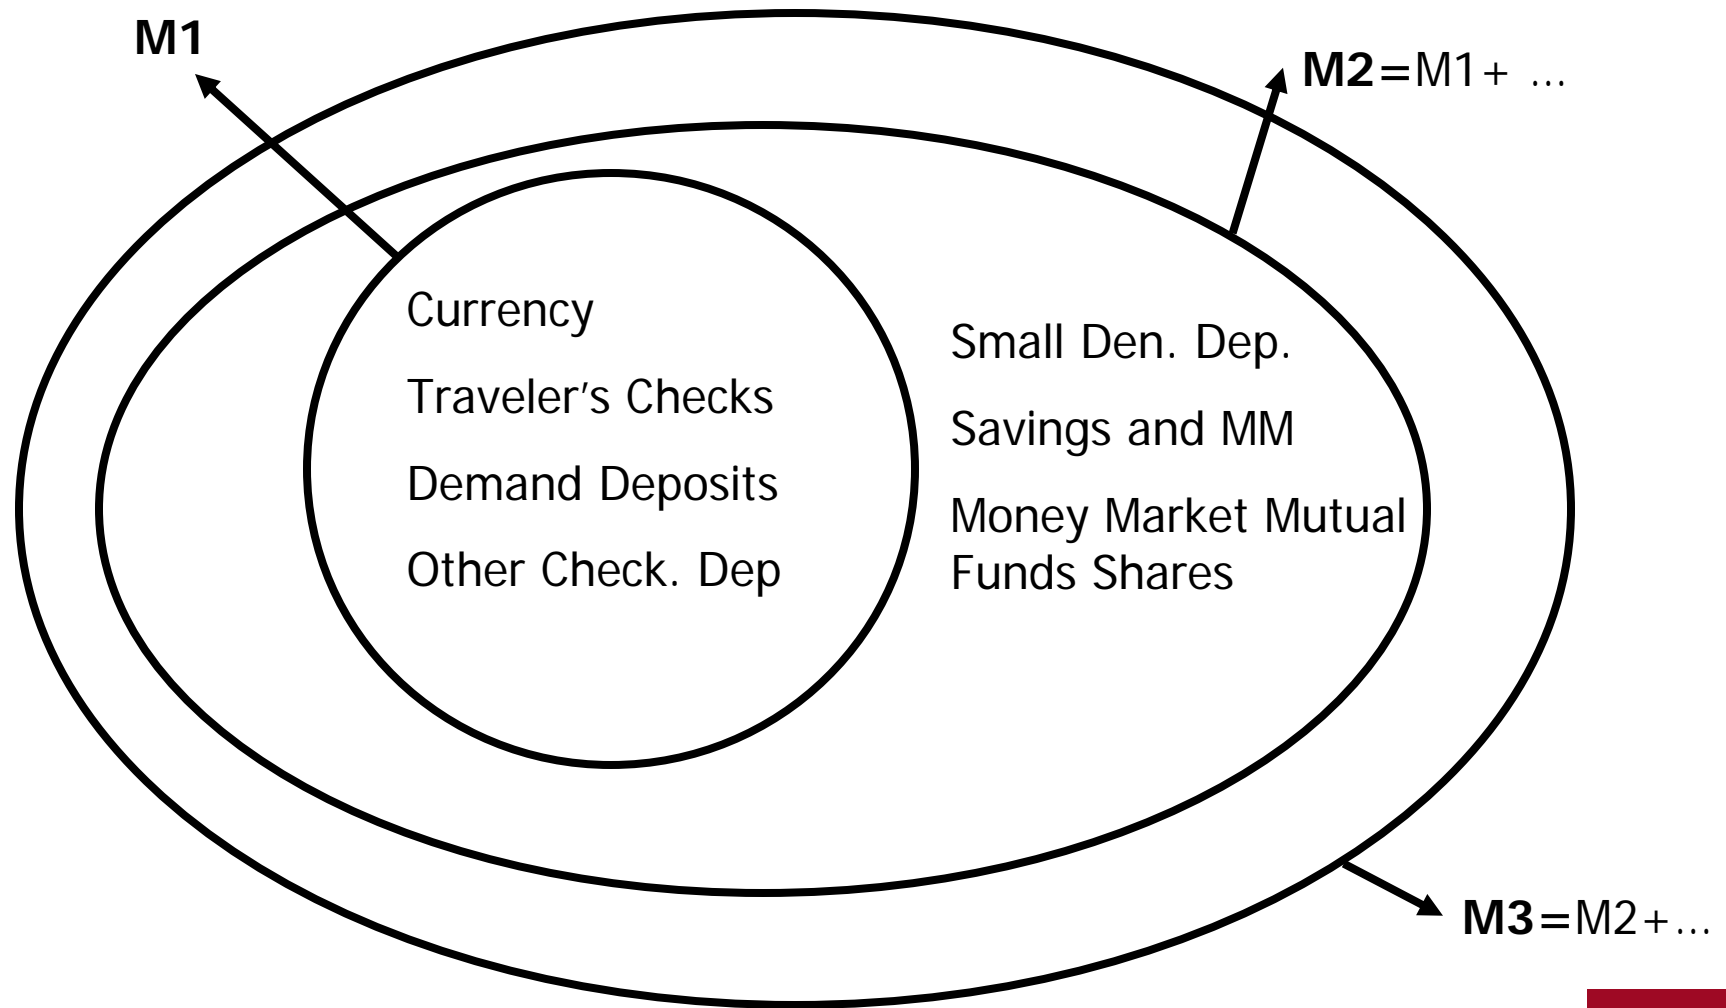 M1
M2=M1+ ...
Currency
Traveler's Checks
Demand Deposits
Other Check. Dep
Small Den. Dep.
Savings and MM
Money Market Mutual
Funds Shares
M3=M2+...